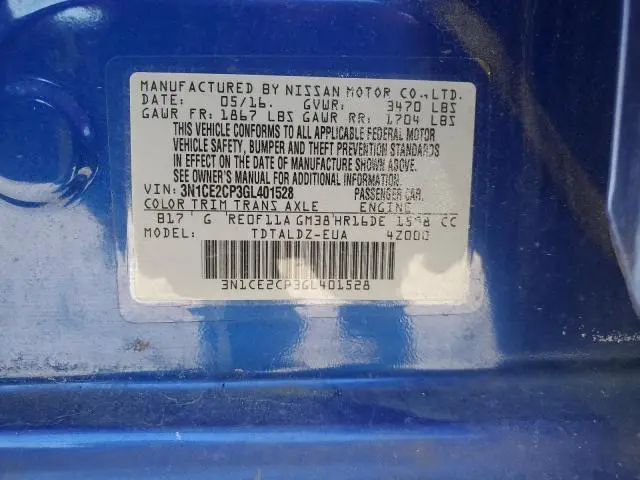 MANUFACTURED BY NISSAN MOTOR CO.,LTD.
DATE: 05/16. GVWR: 3470 LBS
GAWR FR: 1867 LBS GAWR RR: 1704 LBS
THIS VEHICLE CONFORMS TO ALL APPLICABLE FEDERAL MOTOR
VEHICLE SAFETY, BUMPER AND THEFT PREVENTION STANDARDS
IN EFFECT ON THE DATE OF MANUFACTURE SHOWN ABOVE.
SEE OWNER'S MANUAL FOR ADDITIONAL INFORMATION.
VIN: 3N1CE2CP3GL401528 PASSENGER CAR.
COLOR TRIM TRANS AXLE ENGINE
B17 G RE0F11A GM38 HR16DE 1598 CC
MODEL: TDTALDZ-EUA 4Z000
3N1CE2CP3GL401528